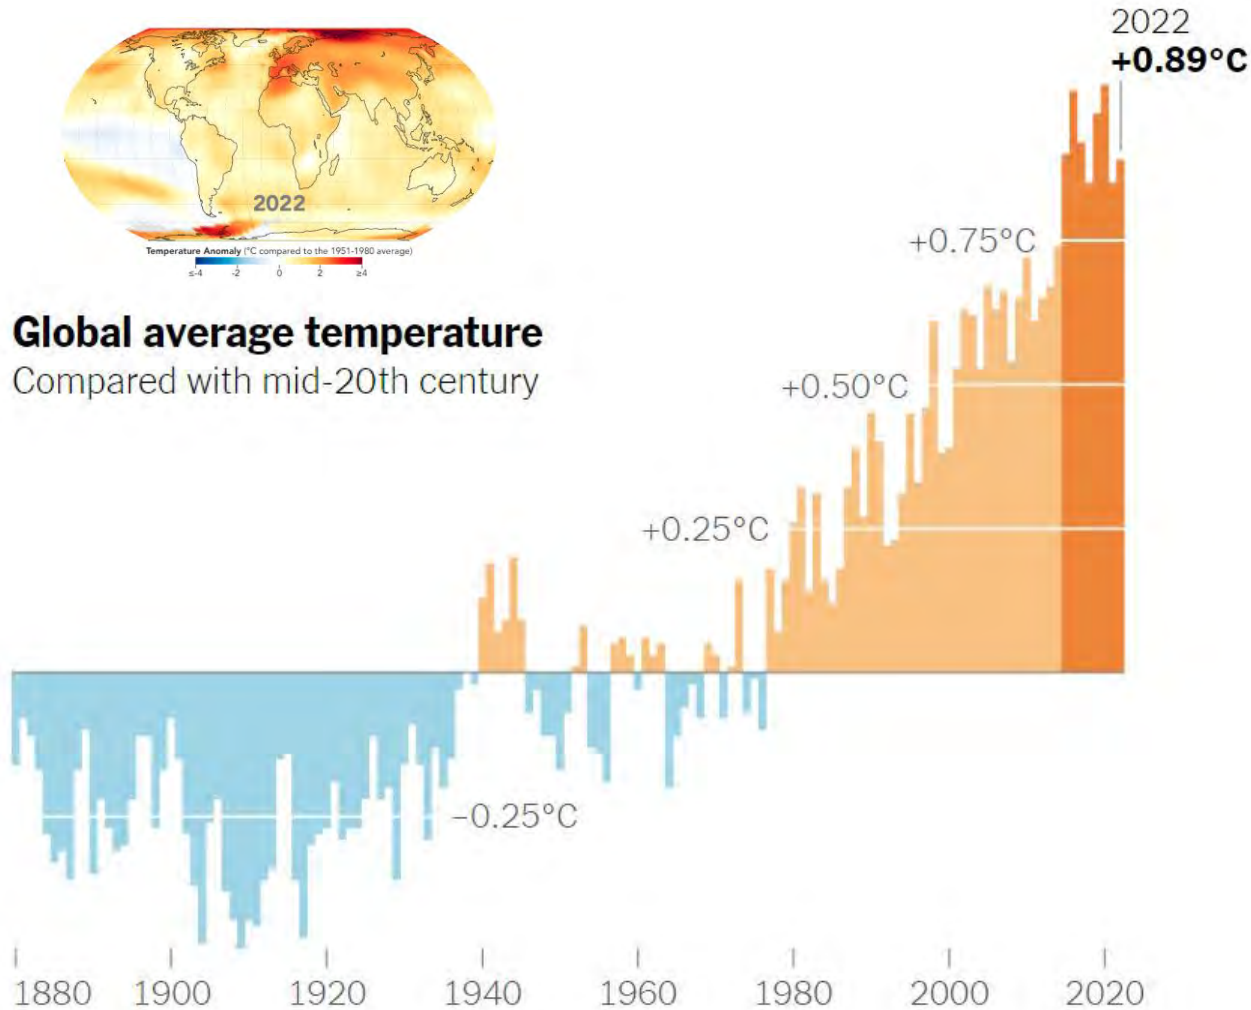 2022
+0.89°C
2022
Temperature Anomaly (°C compared to the 1951-1980 average)
≤-4 -2 0 2 ≥4
+0.75°C
Global average temperature
Compared with mid-20th century
+0.50°C
+0.25°C
−0.25°C
1880 1900 1920 1940 1960 1980 2000 2020